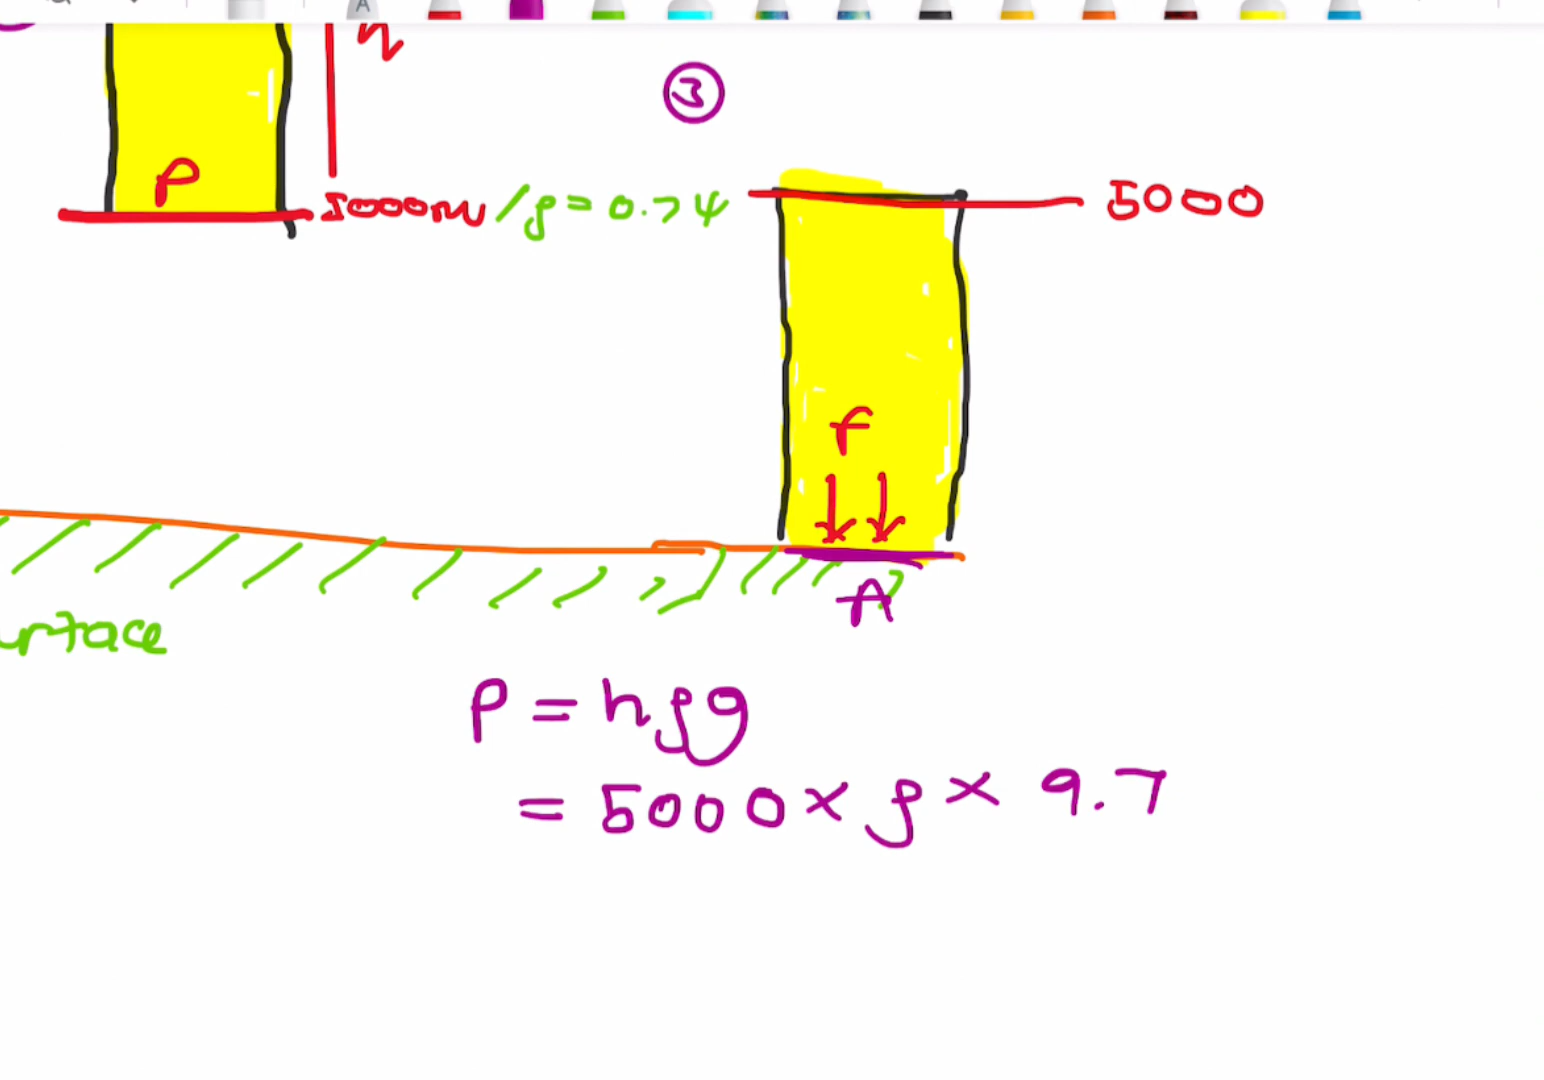 h
③
P
5000m /ρ = 0.74
5000
F
A
urface
P = hρg
= 5000 × ρ × 9.7